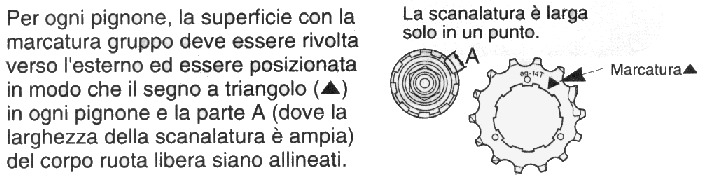 Per ogni pignone, la superficie con la
marcatura gruppo deve essere rivolta
verso l'esterno ed essere posizionata
in modo che il segno a triangolo (▲)
in ogni pignone e la parte A (dove la
larghezza della scanalatura è ampia)
del corpo ruota libera siano allineati.
La scanalatura è larga
solo in un punto.
A
Marcatura▲